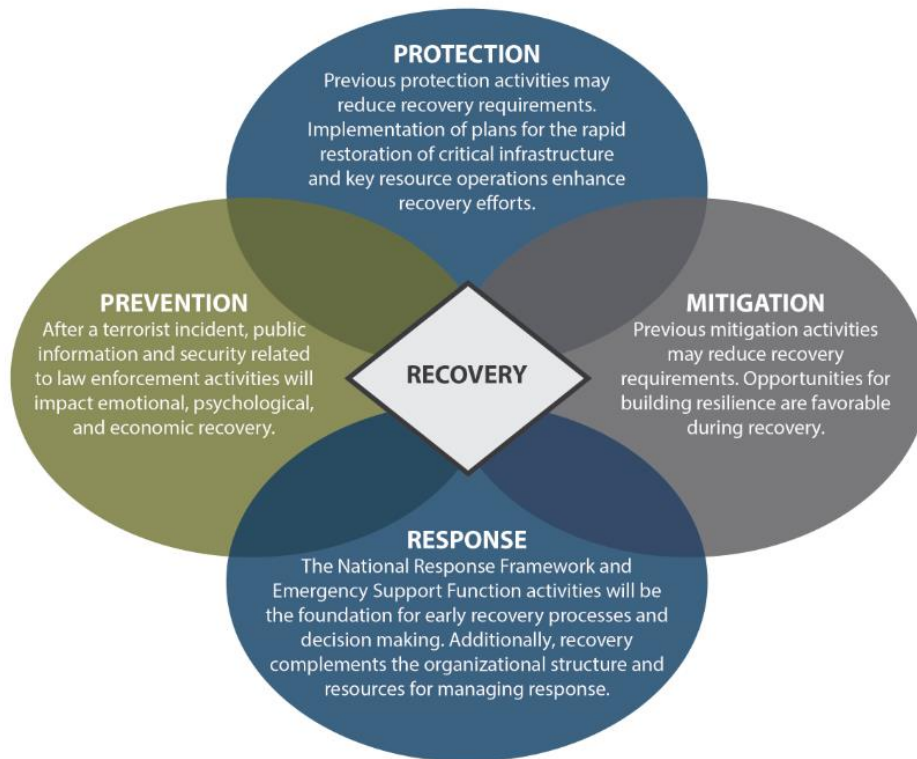 PROTECTION
Previous protection activities may
reduce recovery requirements.
Implementation of plans for the rapid
restoration of critical infrastructure
and key resource operations enhance
recovery efforts.
PREVENTION
After a terrorist incident, public
information and security related
to law enforcement activities will
impact emotional, psychological,
and economic recovery.
RECOVERY
MITIGATION
Previous mitigation activities
may reduce recovery
requirements. Opportunities for
building resilience are favorable
during recovery.
RESPONSE
The National Response Framework and
Emergency Support Function activities will be
the foundation for early recovery processes and
decision making. Additionally, recovery
complements the organizational structure and
resources for managing response.